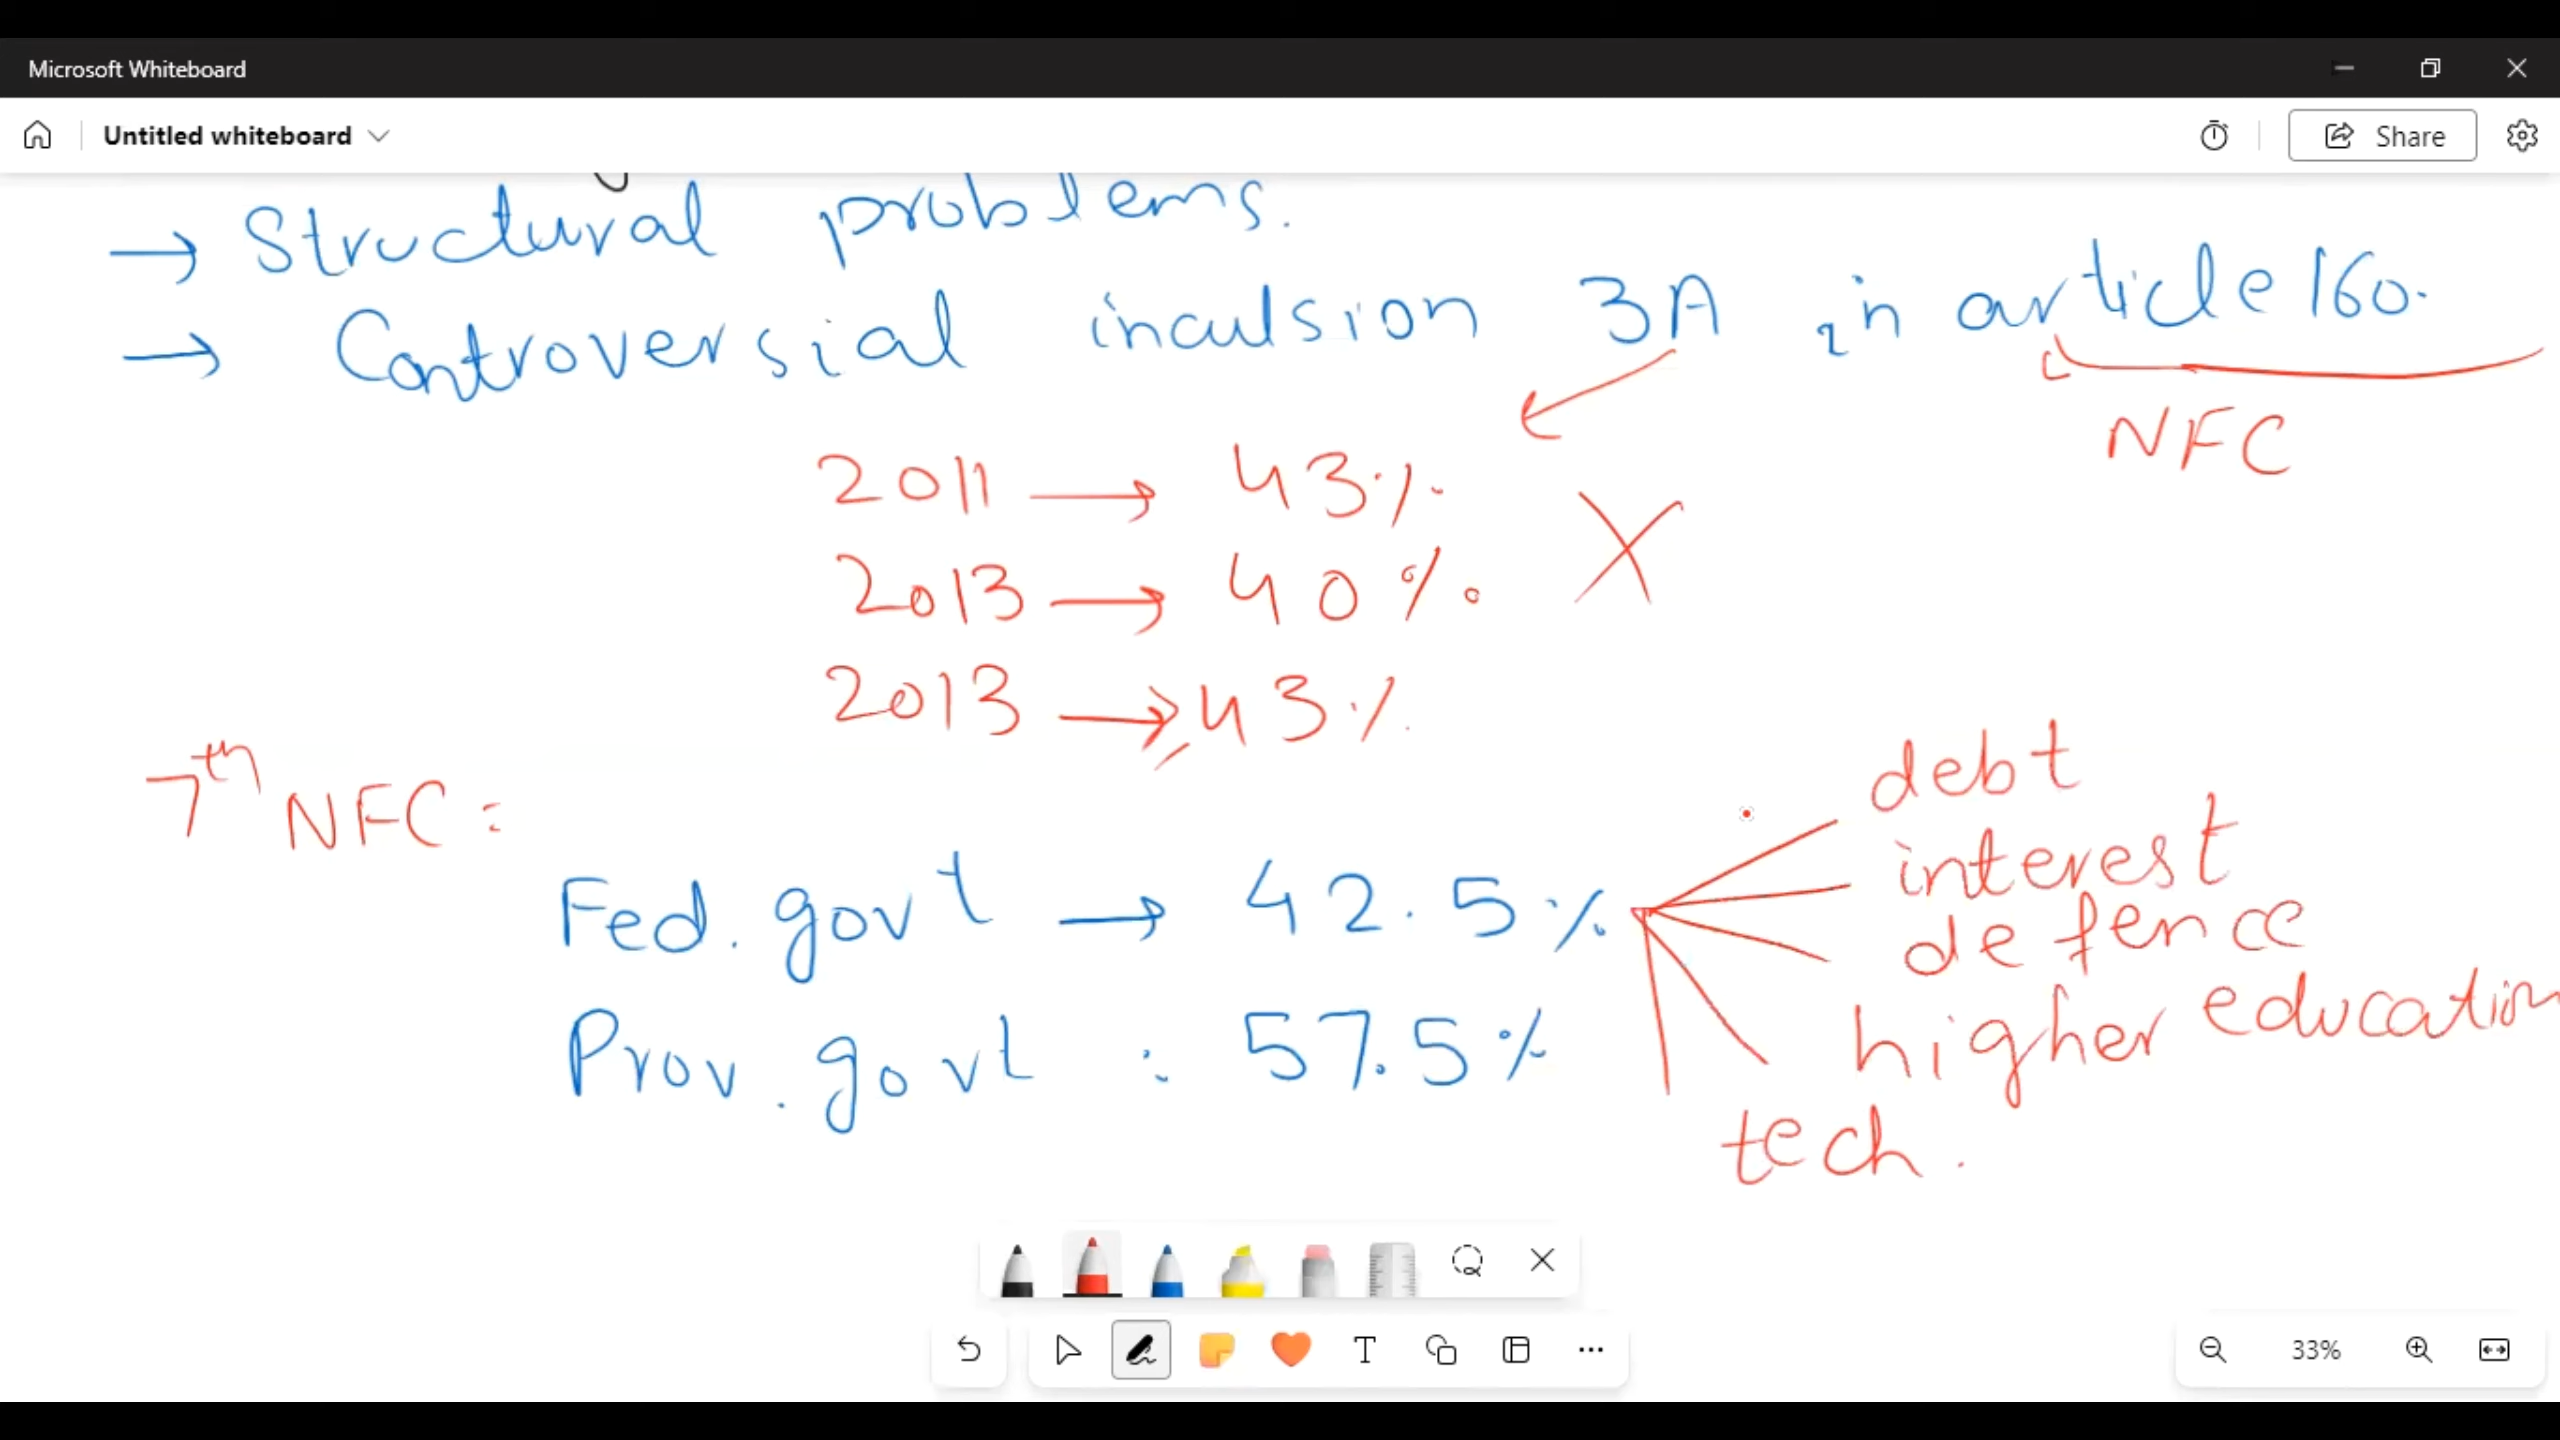 Microsoft Whiteboard
Untitled whiteboard
Share
→ Structural problems.
→ Controversial inculsion 3A in article 160.
NFC
2011 → 43%
2013 → 40% X
2013 → 43%
7th NFC:
debt
interest
Fed. govt → 42.5%
defence
higher education
Prov. govt : 57.5%
tech.
33%